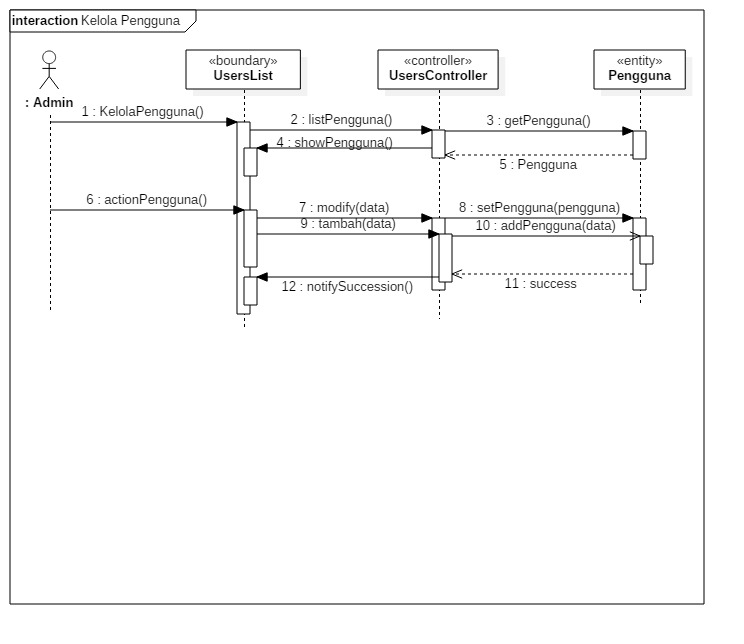 interaction Kelola Pengguna
«boundary»
UsersList
«controller»
UsersController
«entity»
Pengguna
: Admin
1 : KelolaPengguna()
2 : listPengguna()
3 : getPengguna()
4 : showPengguna()
5 : Pengguna
6 : actionPengguna()
7 : modify(data)
8 : setPengguna(pengguna)
9 : tambah(data)
10 : addPengguna(data)
11 : success
12 : notifySuccession()